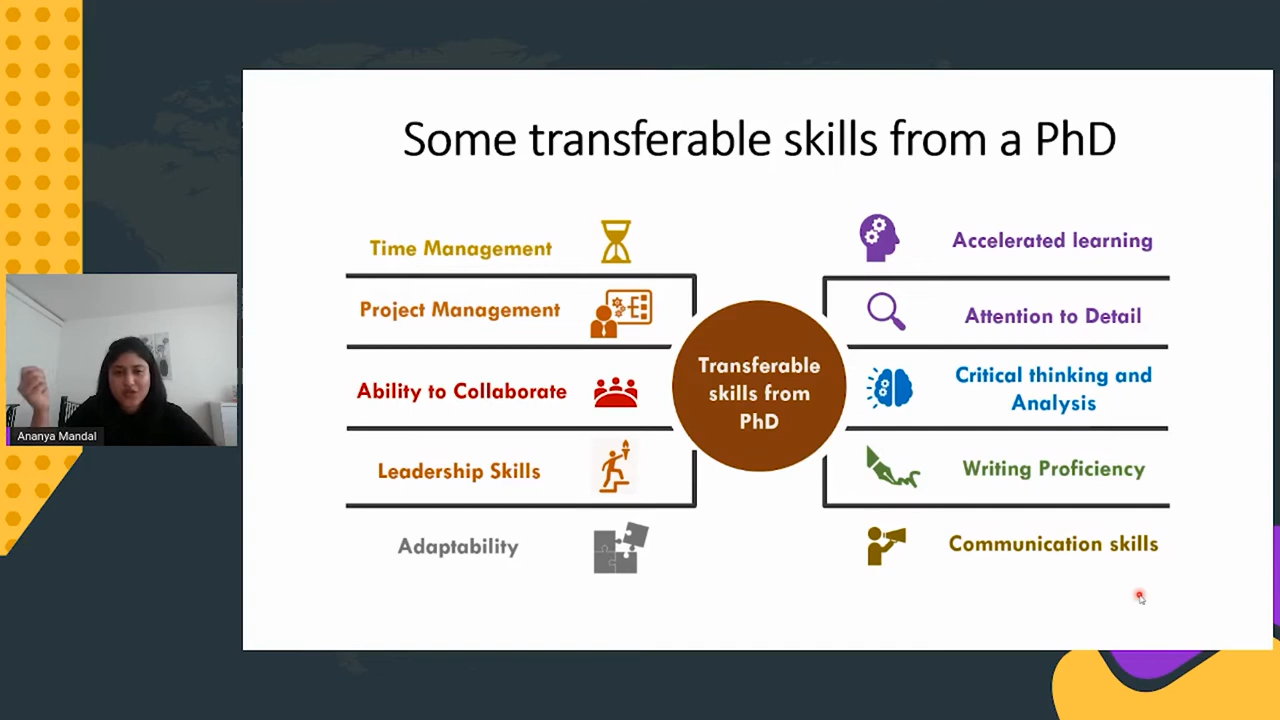 Some transferable skills from a PhD
Time Management
Project Management
Ability to Collaborate
Leadership Skills
Adaptability
Transferable
skills from
PhD
Accelerated learning
Attention to Detail
Critical thinking and
Analysis
Writing Proficiency
Communication skills
Ananya Mandal